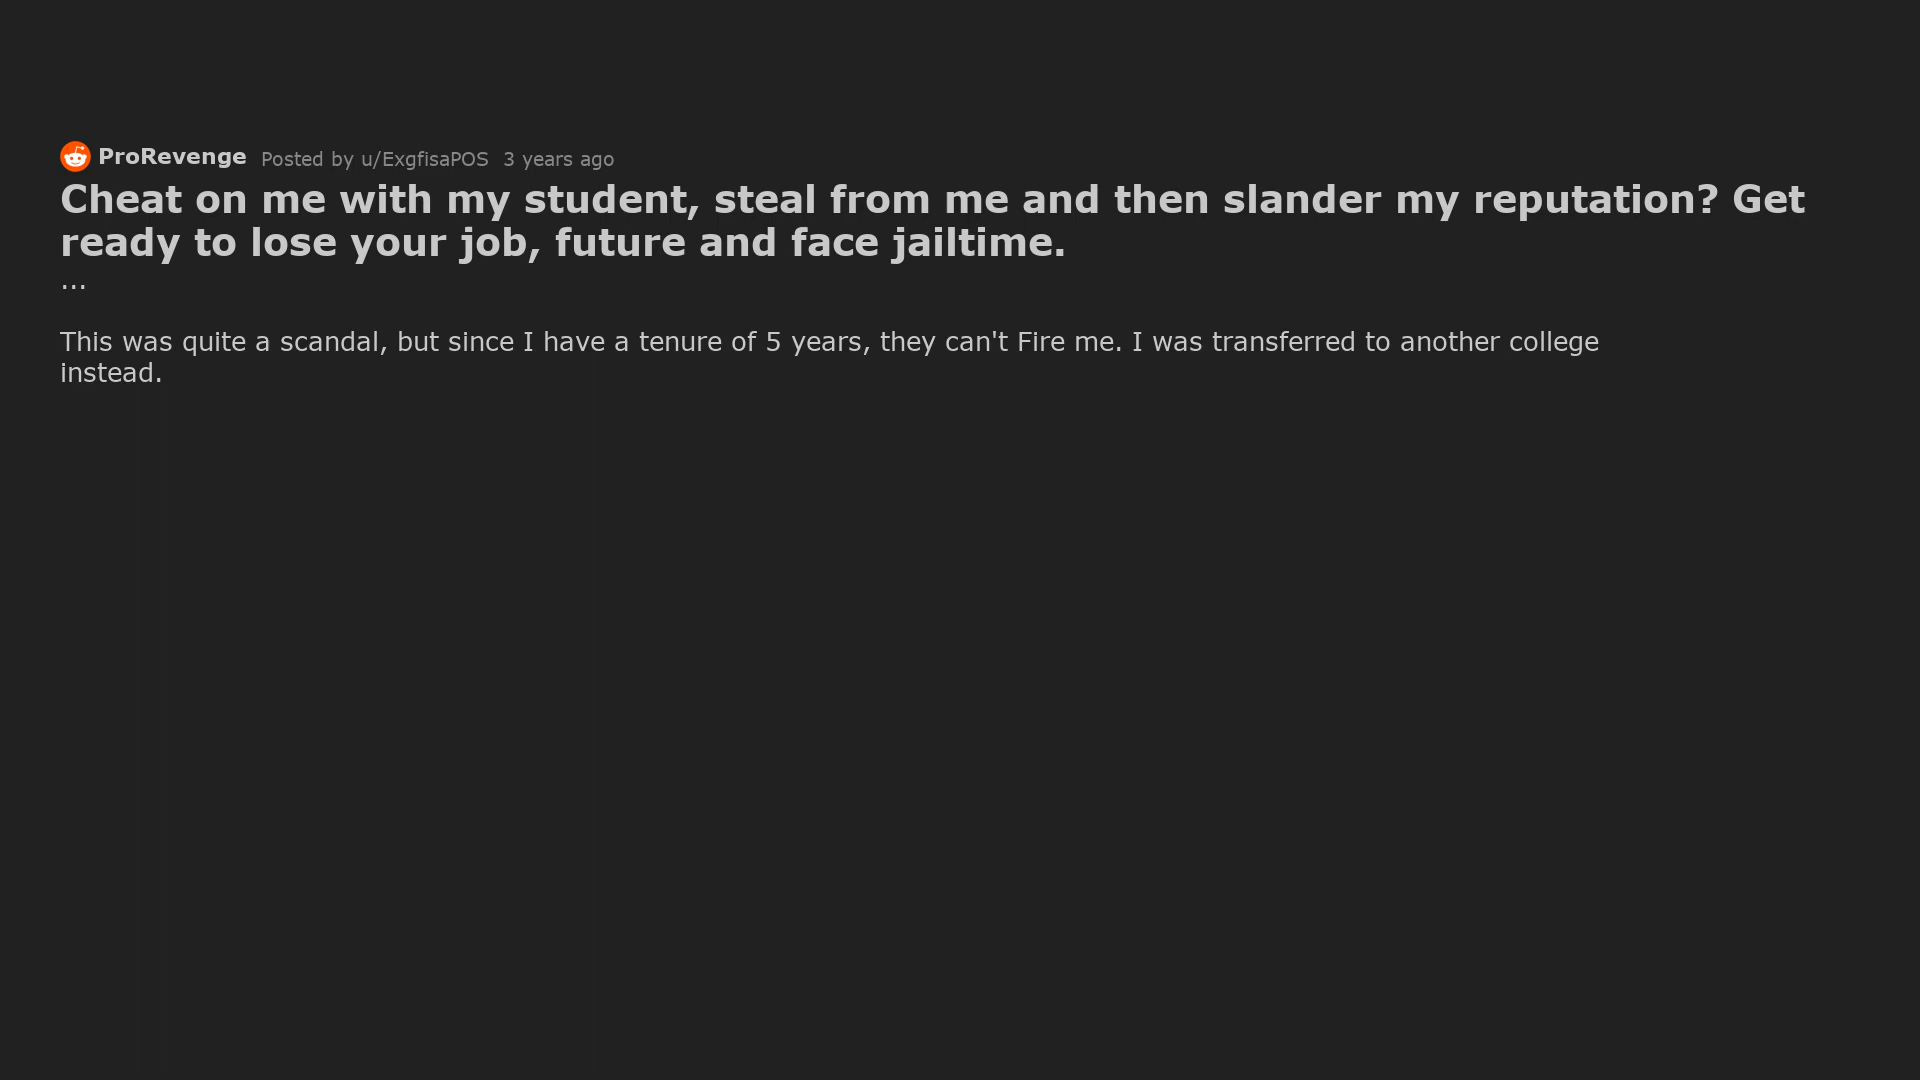 ProRevenge Posted by u/ExgfisaPOS 3 years ago
Cheat on me with my student, steal from me and then slander my reputation? Get
ready to lose your job, future and face jailtime.
...
This was quite a scandal, but since I have a tenure of 5 years, they can't Fire me. I was transferred to another college
instead.